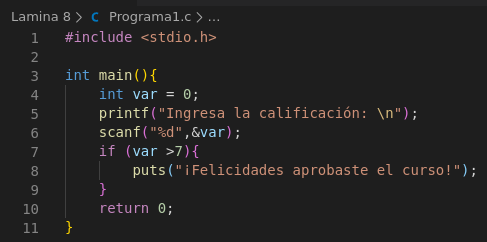 Lamina 8 > C Programa1.c > ...
1 #include <stdio.h>
2
3 int main(){
4     int var = 0;
5     printf("Ingresa la calificación: \n");
6     scanf("%d",&var);
7     if (var >7){
8         puts("¡Felicidades aprobaste el curso!");
9     }
10     return 0;
11 }